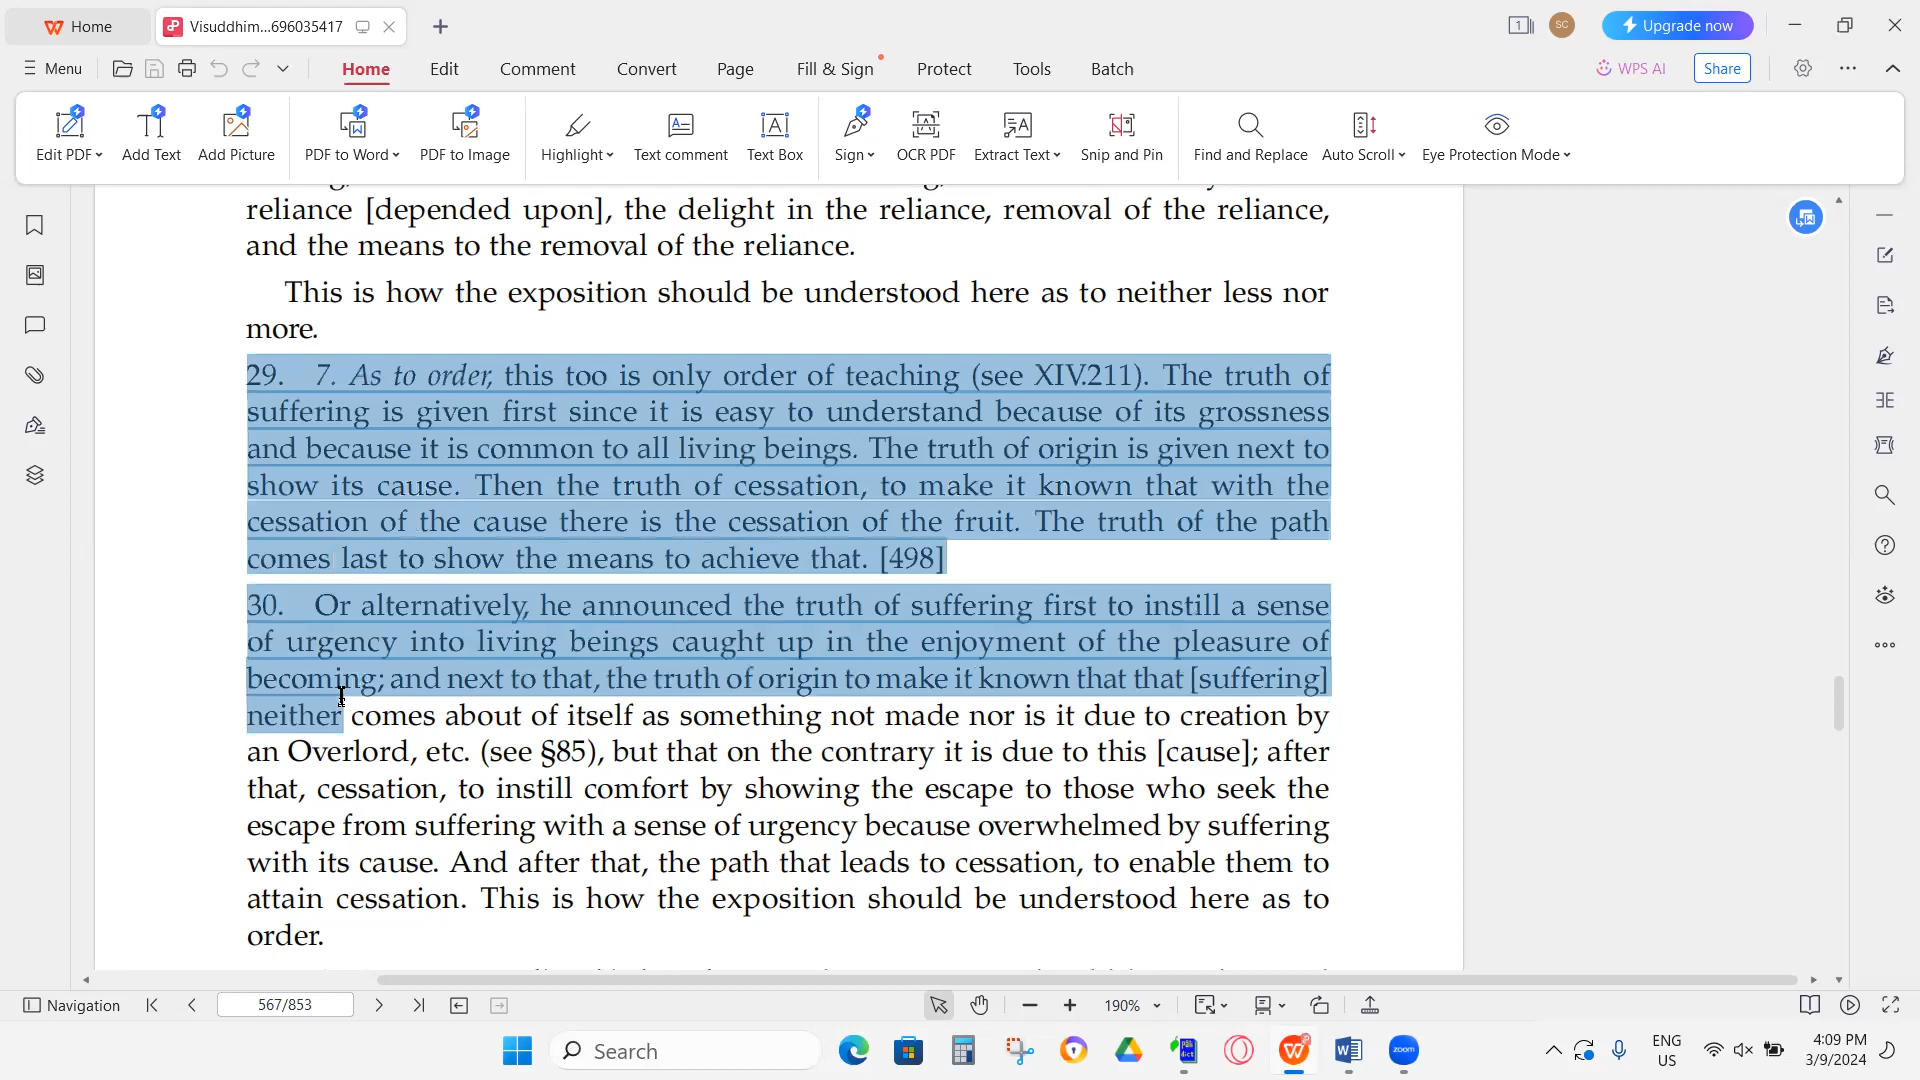 Home
Visuddhim...696035417
1
SC
Upgrade now
Menu
Home
Edit
Comment
Convert
Page
Fill & Sign
Protect
Tools
Batch
WPS AI
Share
Edit PDF
Add Text
Add Picture
PDF to Word
PDF to Image
Highlight
Text comment
Text Box
Sign
OCR PDF
Extract Text
Snip and Pin
Find and Replace
Auto Scroll
Eye Protection Mode
reliance [depended upon], the delight in the reliance, removal of the reliance,
and the means to the removal of the reliance.
This is how the exposition should be understood here as to neither less nor
more.
29. 7. As to order, this too is only order of teaching (see XIV.211). The truth of
suffering is given first since it is easy to understand because of its grossness
and because it is common to all living beings. The truth of origin is given next to
show its cause. Then the truth of cessation, to make it known that with the
cessation of the cause there is the cessation of the fruit. The truth of the path
comes last to show the means to achieve that. [498]
30. Or alternatively, he announced the truth of suffering first to instill a sense
of urgency into living beings caught up in the enjoyment of the pleasure of
becoming; and next to that, the truth of origin to make it known that that [suffering]
neither comes about of itself as something not made nor is it due to creation by
an Overlord, etc. (see §85), but that on the contrary it is due to this [cause]; after
that, cessation, to instill comfort by showing the escape to those who seek the
escape from suffering with a sense of urgency because overwhelmed by suffering
with its cause. And after that, the path that leads to cessation, to enable them to
attain cessation. This is how the exposition should be understood here as to
order.
Navigation
567/853
190%
Search
zoom
ENG
US
4:09 PM
3/9/2024